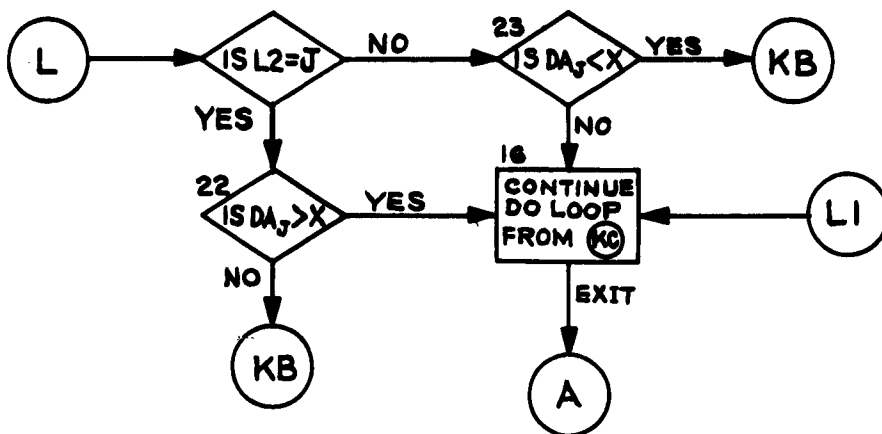 L
IS L2=J
NO
23
IS DAJ<X
YES
KB
YES
NO
22
IS DAJ>X
YES
16
CONTINUE
DO LOOP
FROM KC
L1
NO
EXIT
KB
A